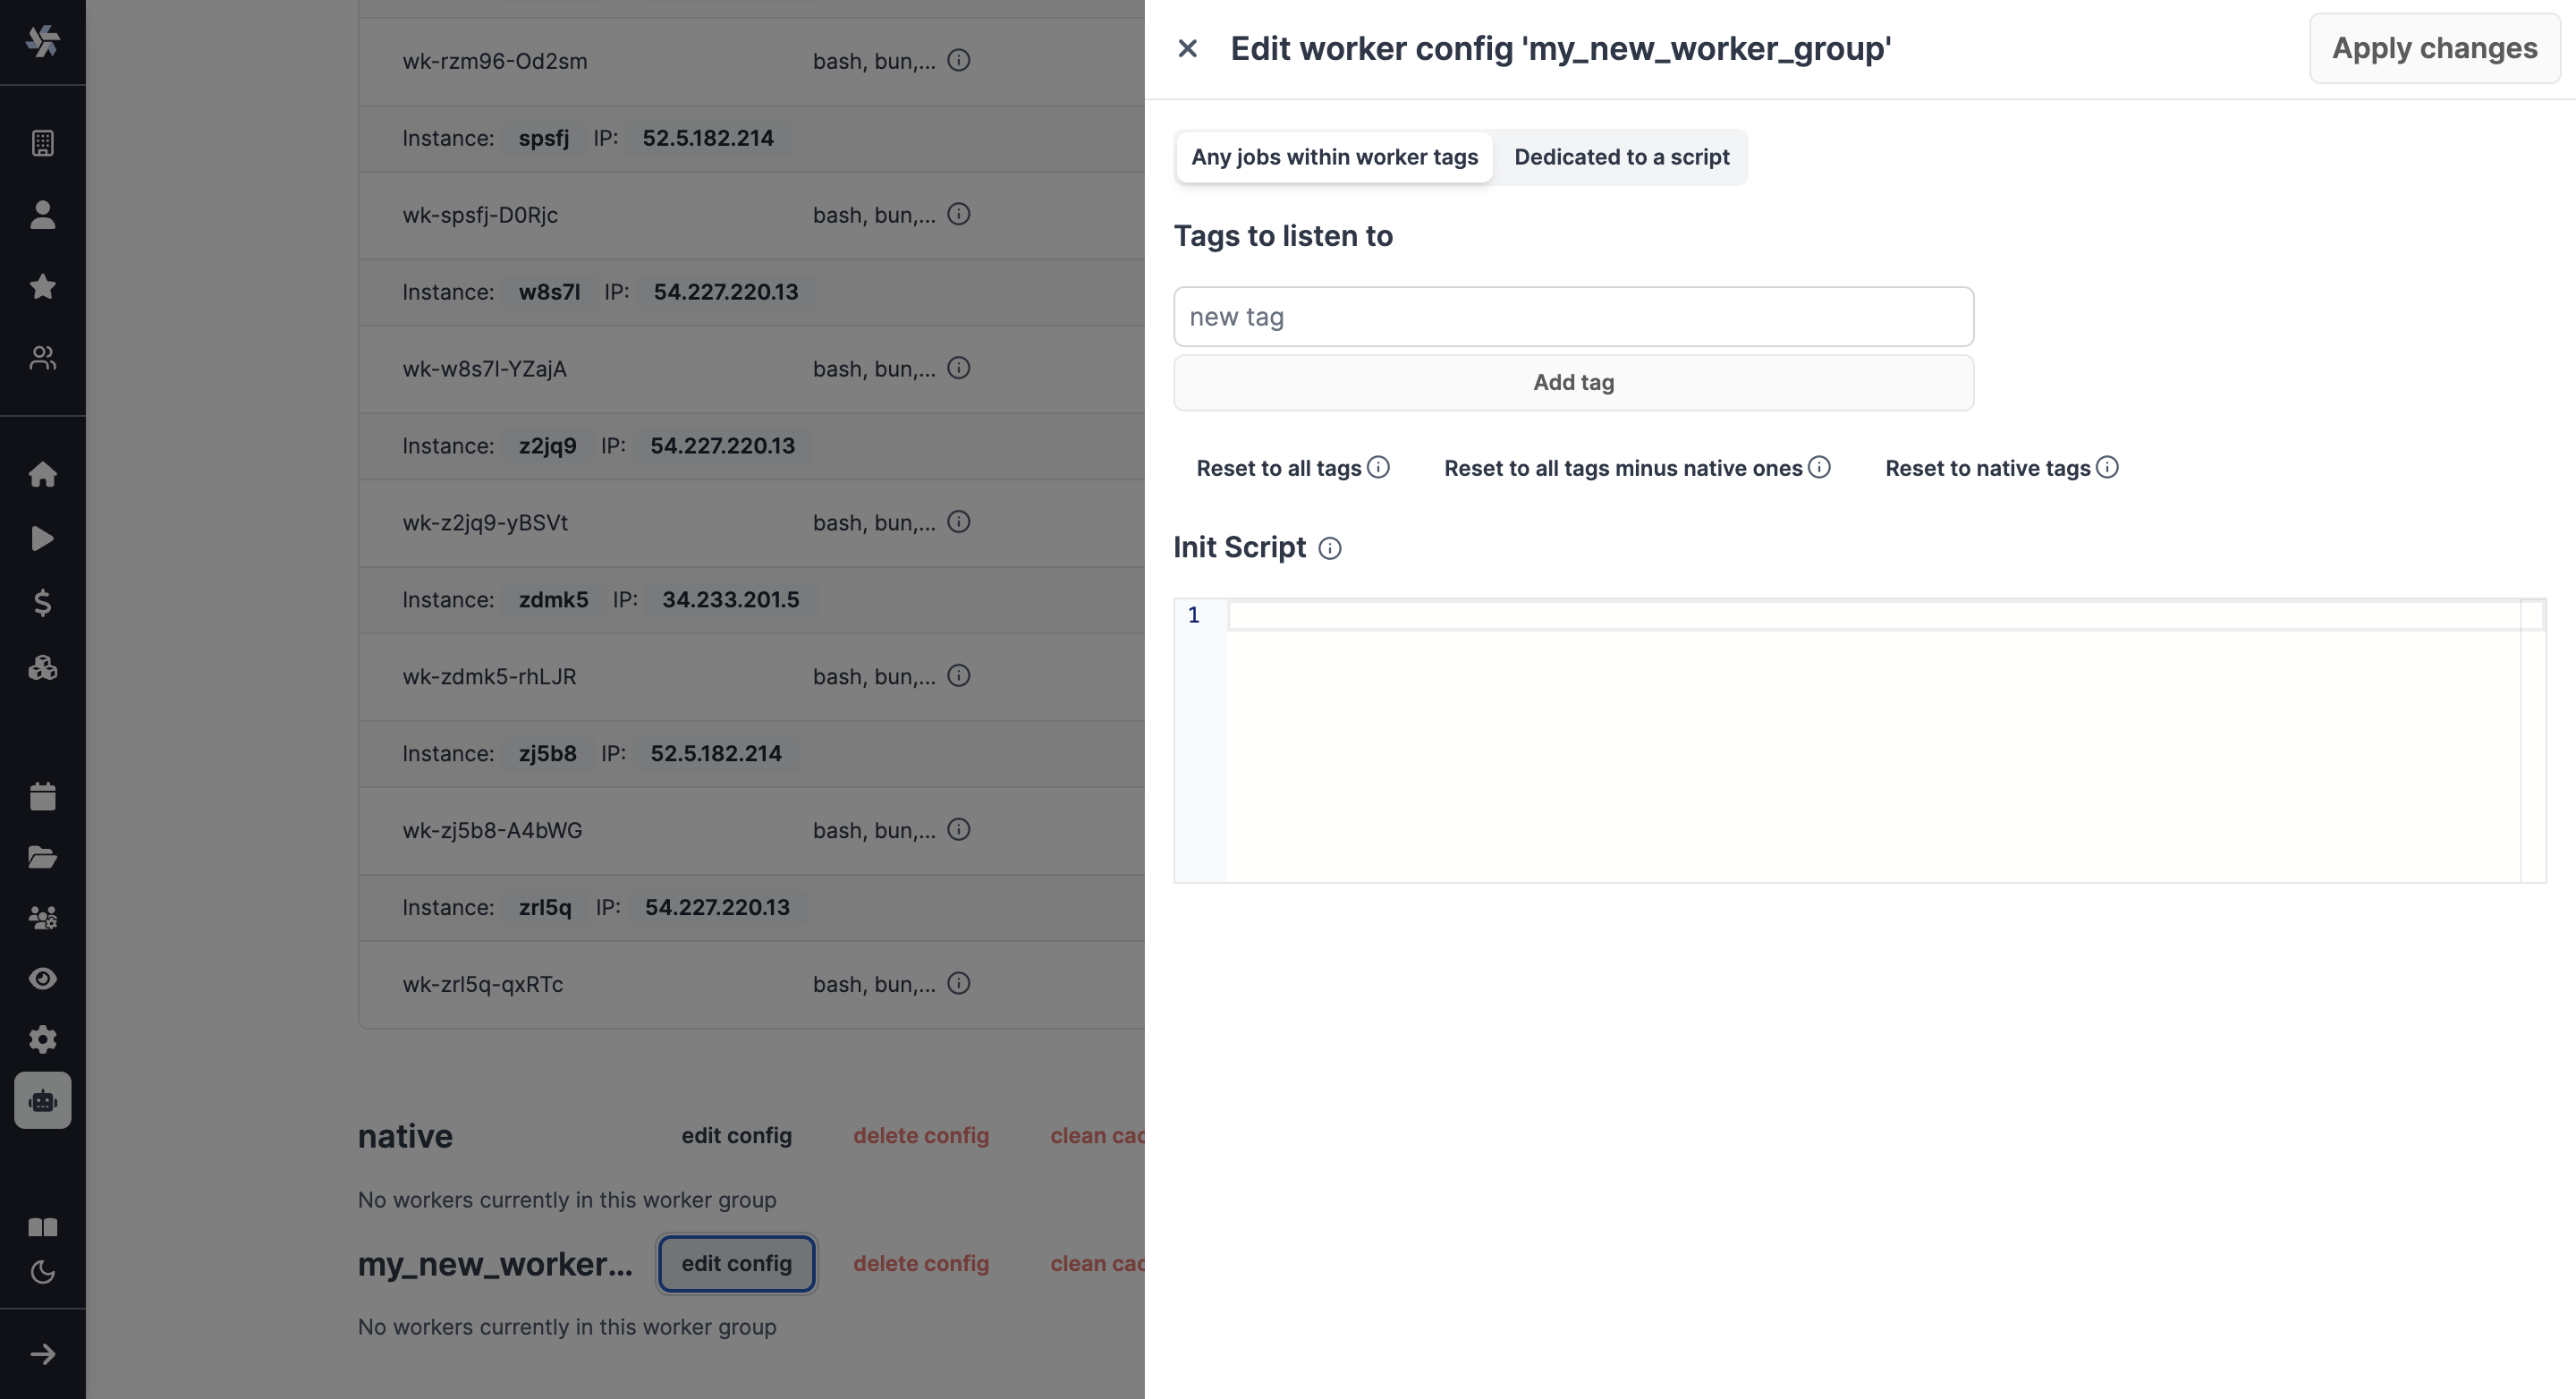 wk-rzm96-Od2sm bash, bun,...
Instance: spsfj IP: 52.5.182.214
wk-spsfj-D0Rjc bash, bun,...
Instance: w8s7l IP: 54.227.220.13
wk-w8s7l-YZajA bash, bun,...
Instance: z2jq9 IP: 54.227.220.13
wk-z2jq9-yBSVt bash, bun,...
Instance: zdmk5 IP: 34.233.201.5
wk-zdmk5-rhLJR bash, bun,...
Instance: zj5b8 IP: 52.5.182.214
wk-zj5b8-A4bWG bash, bun,...
Instance: zrl5q IP: 54.227.220.13
wk-zrl5q-qxRTc bash, bun,...
native edit config delete config clean cac
No workers currently in this worker group
my_new_worker... edit config delete config clean cac
No workers currently in this worker group
Edit worker config 'my_new_worker_group' Apply changes
Any jobs within worker tags Dedicated to a script
Tags to listen to
new tag
Add tag
Reset to all tags Reset to all tags minus native ones Reset to native tags
Init Script
1